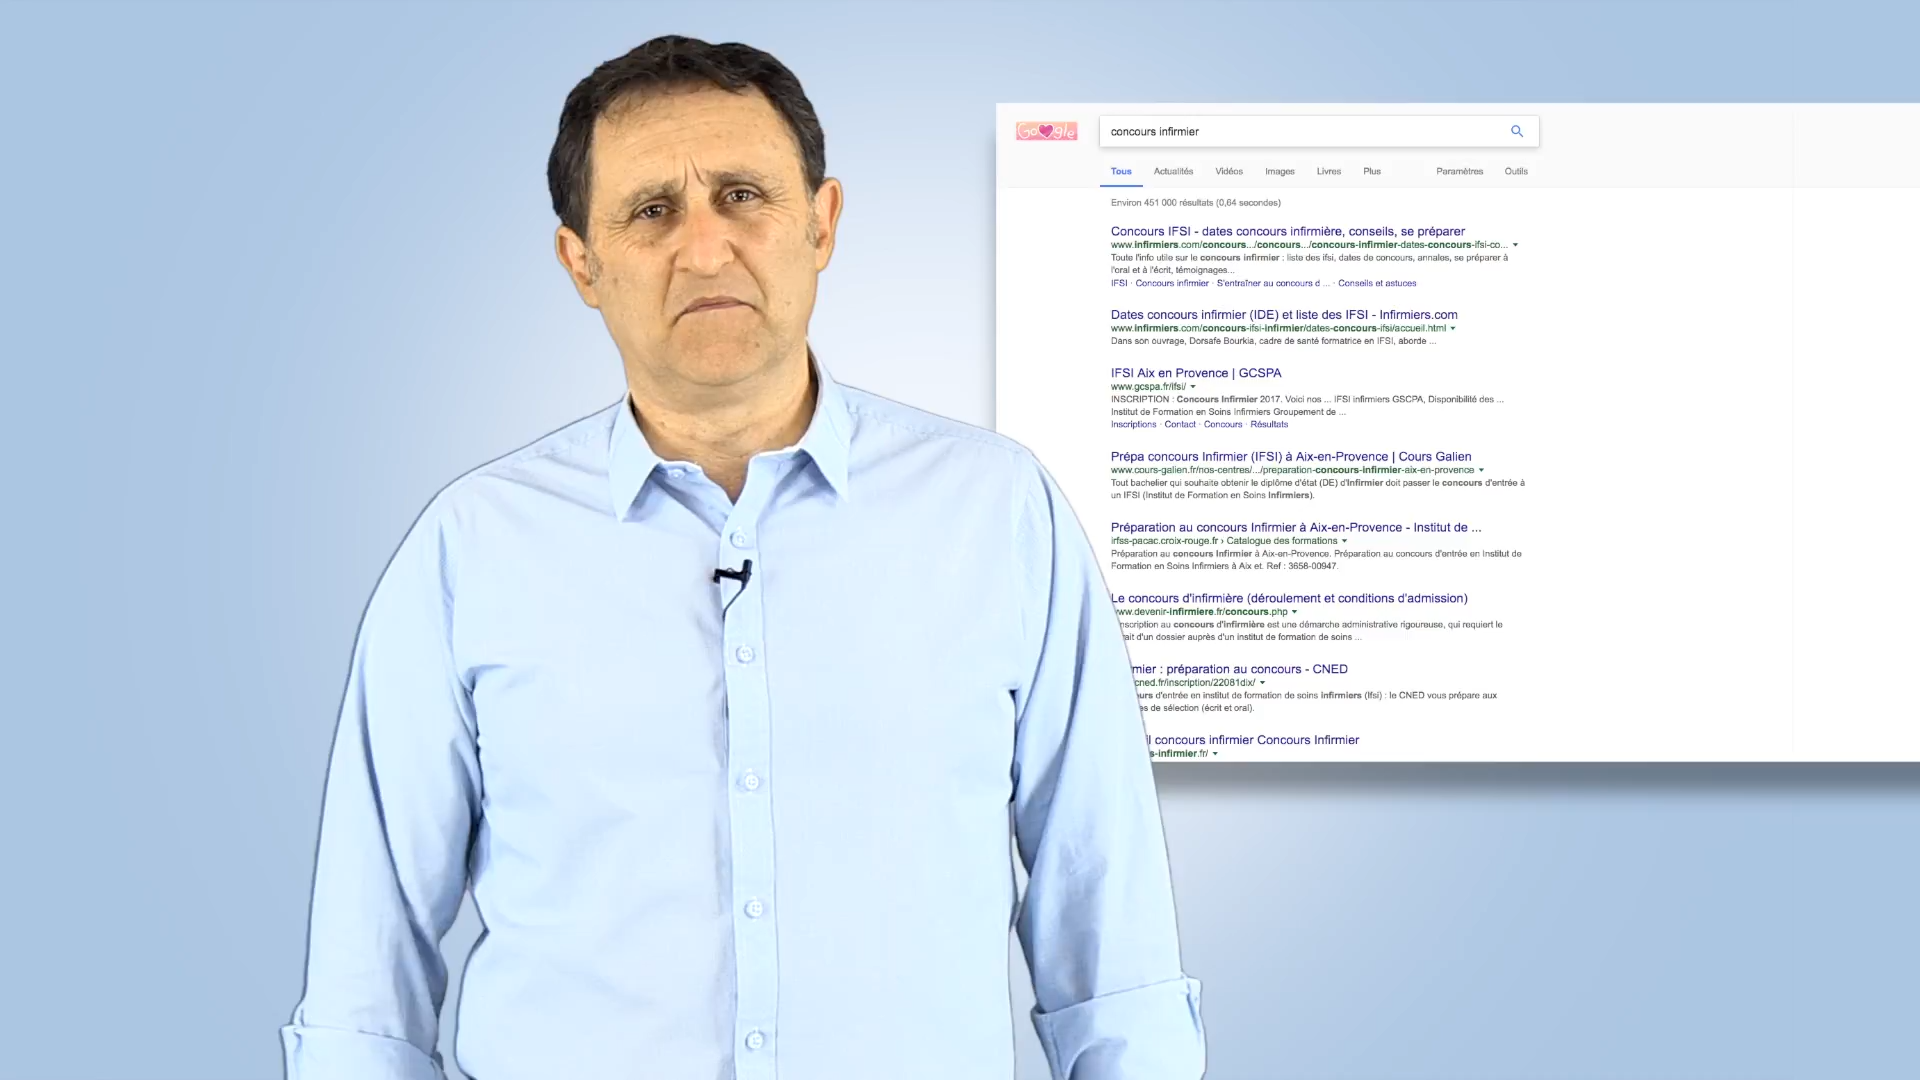 Google
concours infirmier
Tous Actualités Vidéos Images Livres Plus Paramètres Outils
Environ 451 000 résultats (0,64 secondes)
Concours IFSI - dates concours infirmière, conseils, se préparer
www.infirmiers.com/concours.../concours.../concours-infirmier-dates-concours-ifsi-co...
Toute l'info utile sur le concours infirmier : liste des ifsi, dates de concours, annales, se préparer à
l'oral et à l'écrit, témoignages...
IFSI · Concours infirmier · S'entraîner au concours d ... · Conseils et astuces
Dates concours infirmier (IDE) et liste des IFSI - Infirmiers.com
www.infirmiers.com/concours-ifsi-infirmier/dates-concours-ifsi/accueil.html
Dans son ouvrage, Dorsafe Bourkia, cadre de santé formatrice en IFSI, aborde ...
IFSI Aix en Provence | GCSPA
www.gcspa.fr/ifsi/
INSCRIPTION : Concours Infirmier 2017. Voici nos ... IFSI infirmiers GSCPA, Disponibilité des ...
Institut de Formation en Soins Infirmiers Groupement de ...
Inscriptions · Contact · Concours · Résultats
Prépa concours Infirmier (IFSI) à Aix-en-Provence | Cours Galien
www.cours-galien.fr/nos-centres/.../preparation-concours-infirmier-aix-en-provence
Tout bachelier qui souhaite obtenir le diplôme d'état (DE) d'Infirmier doit passer le concours d'entrée à
un IFSI (Institut de Formation en Soins Infirmiers).
Préparation au concours Infirmier à Aix-en-Provence - Institut de ...
irfss-pacac.croix-rouge.fr › Catalogue des formations
Préparation au concours Infirmier à Aix-en-Provence. Préparation au concours d'entrée en Institut de
Formation en Soins Infirmiers à Aix et. Ref : 3658-00947.
Le concours d'infirmière (déroulement et conditions d'admission)
www.devenir-infirmiere.fr/concours.php
nscription au concours d'infirmière est une démarche administrative rigoureuse, qui requiert le
rait d'un dossier auprès d'un institut de formation de soins ...
mier : préparation au concours - CNED
cned.fr/inscription/22081dix/
urs d'entrée en institut de formation de soins infirmiers (Ifsi) : le CNED vous prépare aux
es de sélection (écrit et oral).
l concours infirmier Concours Infirmier
s-infirmier.fr/